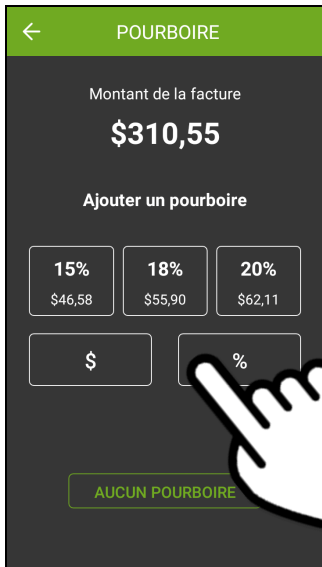 POURBOIRE
Montant de la facture
$310,55
Ajouter un pourboire
15% 18% 20%
$46,58 $55,90 $62,11
$ %
AUCUN POURBOIRE